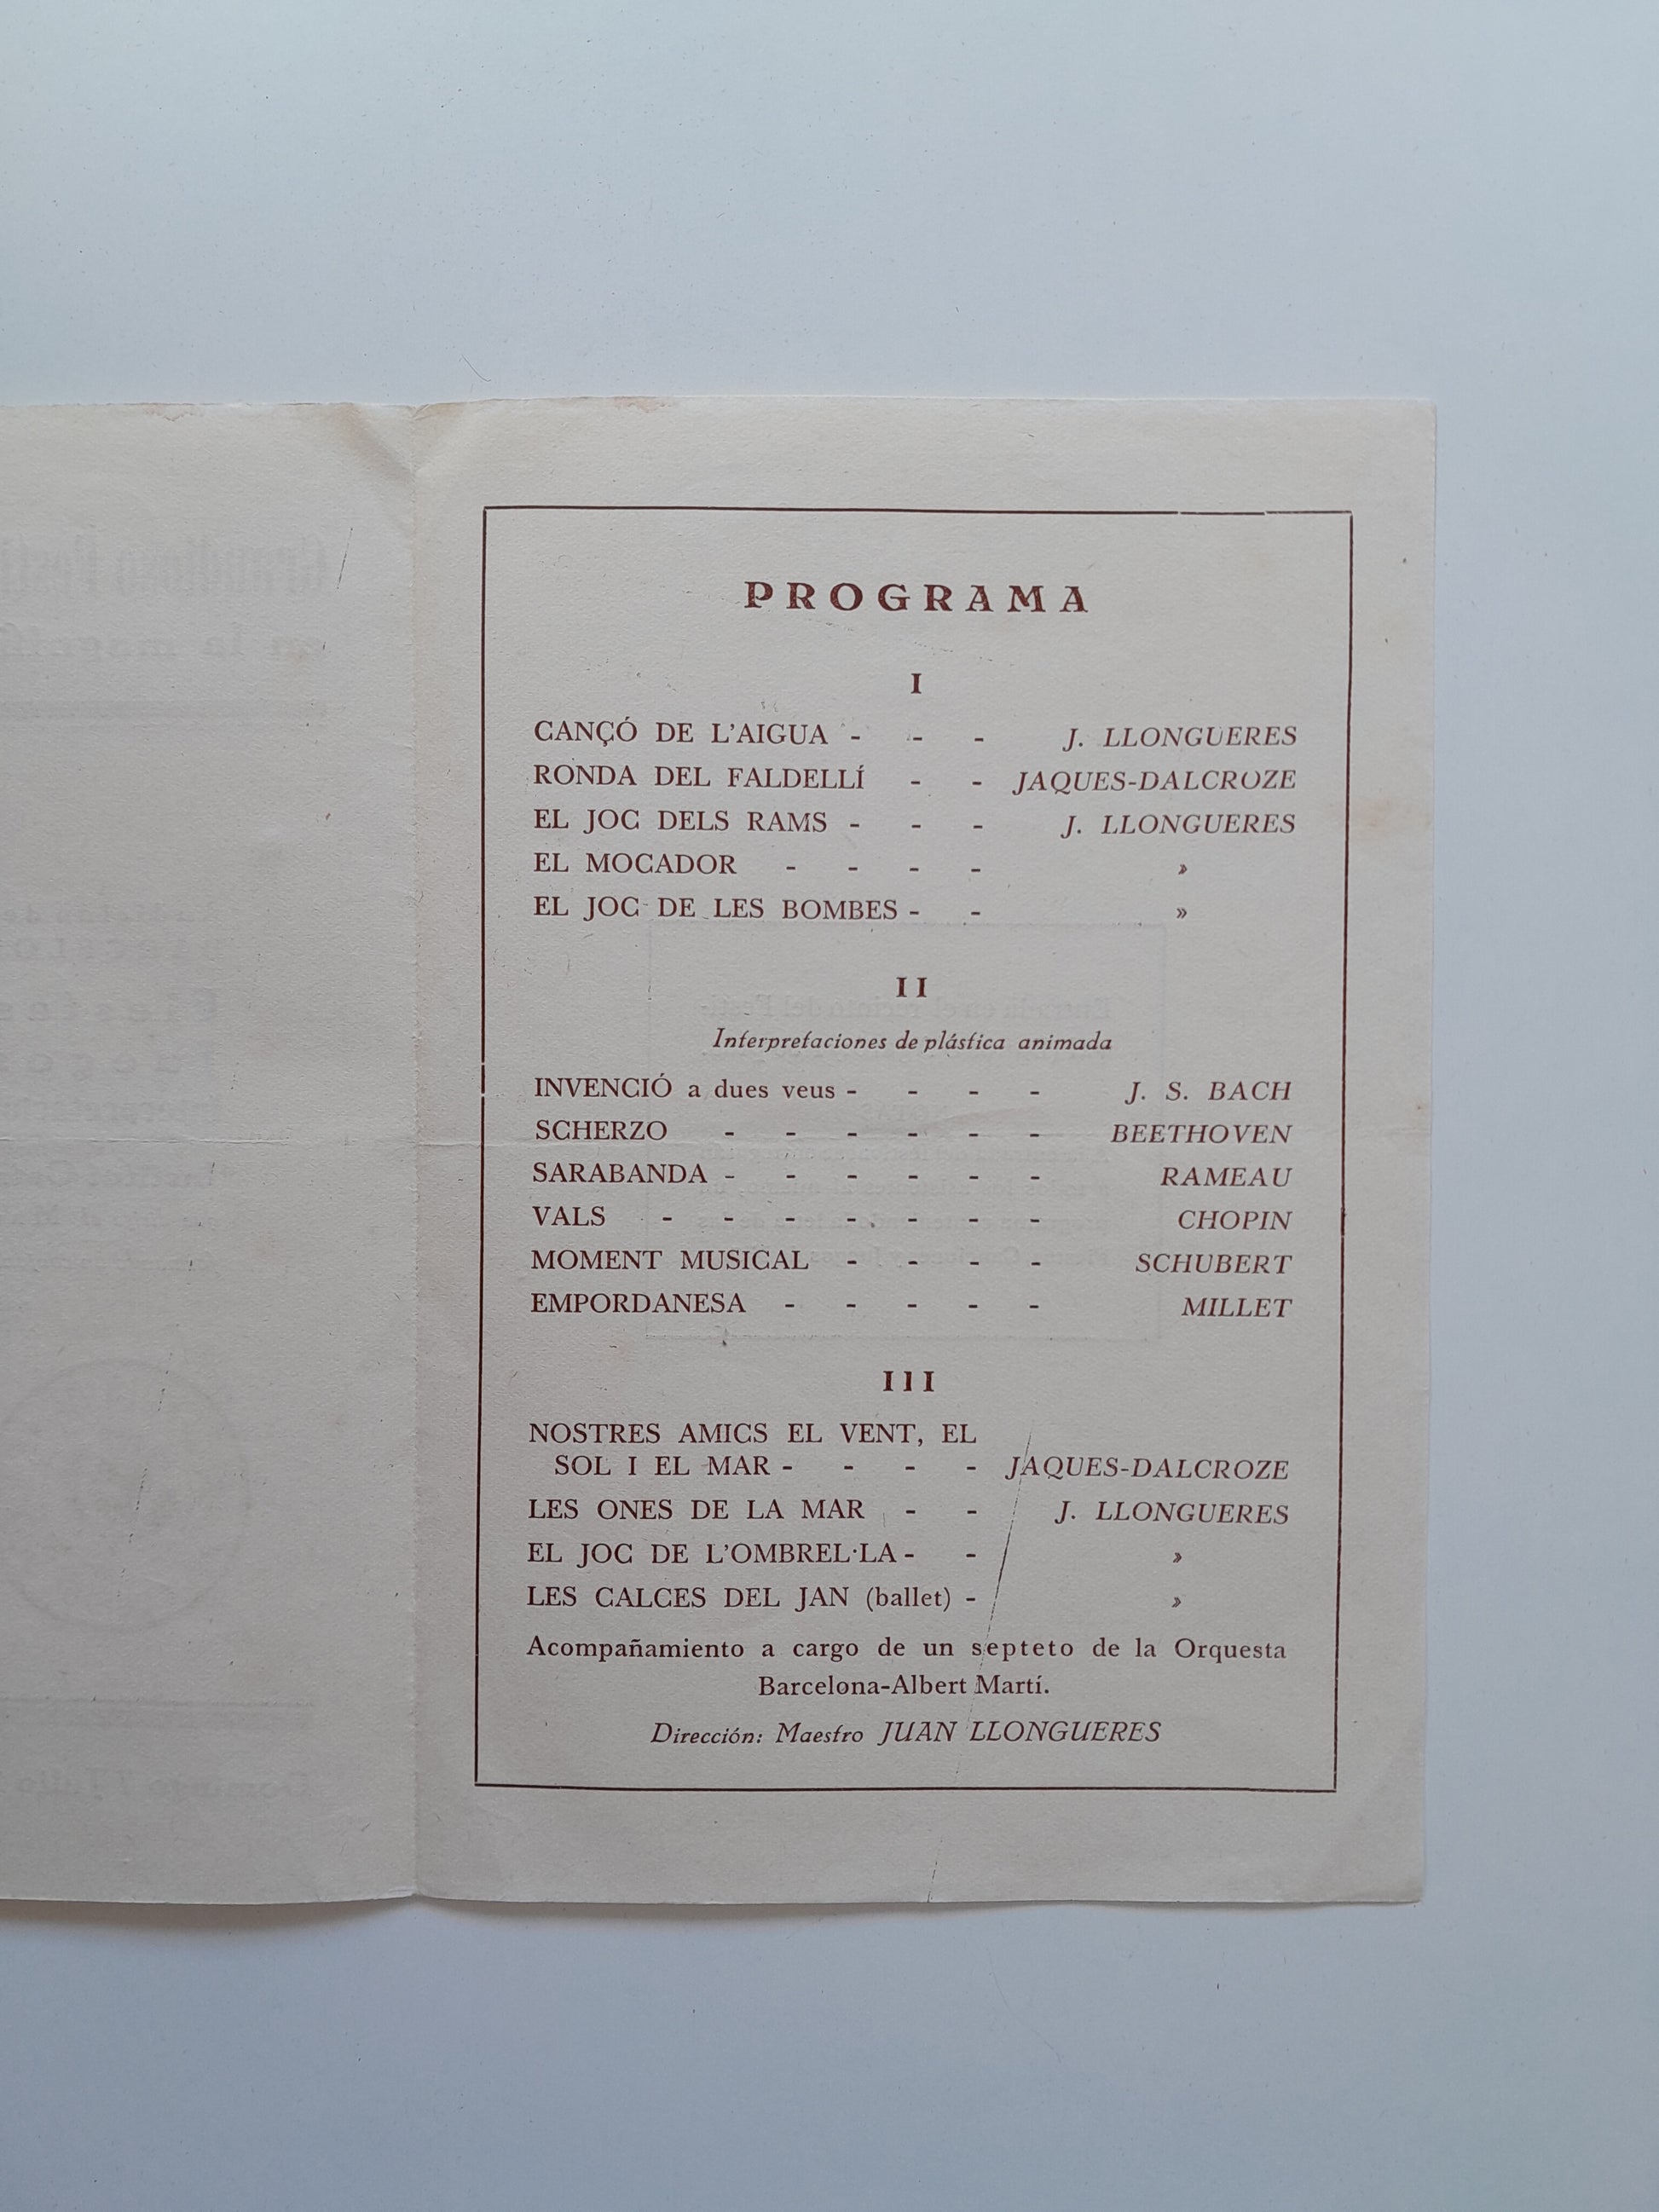 PROGRAMA
I
CANÇÓ DE L'AIGUA - - - J. LLONGUERES
RONDA DEL FALDELLÍ - - JAQUES-DALCROZE
EL JOC DELS RAMS - - - J. LLONGUERES
EL MOCADOR - - - - »
EL JOC DE LES BOMBES - - »
II
Interpretaciones de plástica animada
INVENCIÓ a dues veus - - - - J. S. BACH
SCHERZO - - - - - - BEETHOVEN
SARABANDA - - - - - - RAMEAU
VALS - - - - - - - CHOPIN
MOMENT MUSICAL - - - - SCHUBERT
EMPORDANESA - - - - - MILLET
III
NOSTRES AMICS EL VENT, EL
SOL I EL MAR - - - - JAQUES-DALCROZE
LES ONES DE LA MAR - - J. LLONGUERES
EL JOC DE L'OMBREL·LA - - »
LES CALCES DEL JAN (ballet) - »
Acompañamiento a cargo de un septeto de la Orquesta
Barcelona-Albert Martí.
Dirección: Maestro JUAN LLONGUERES